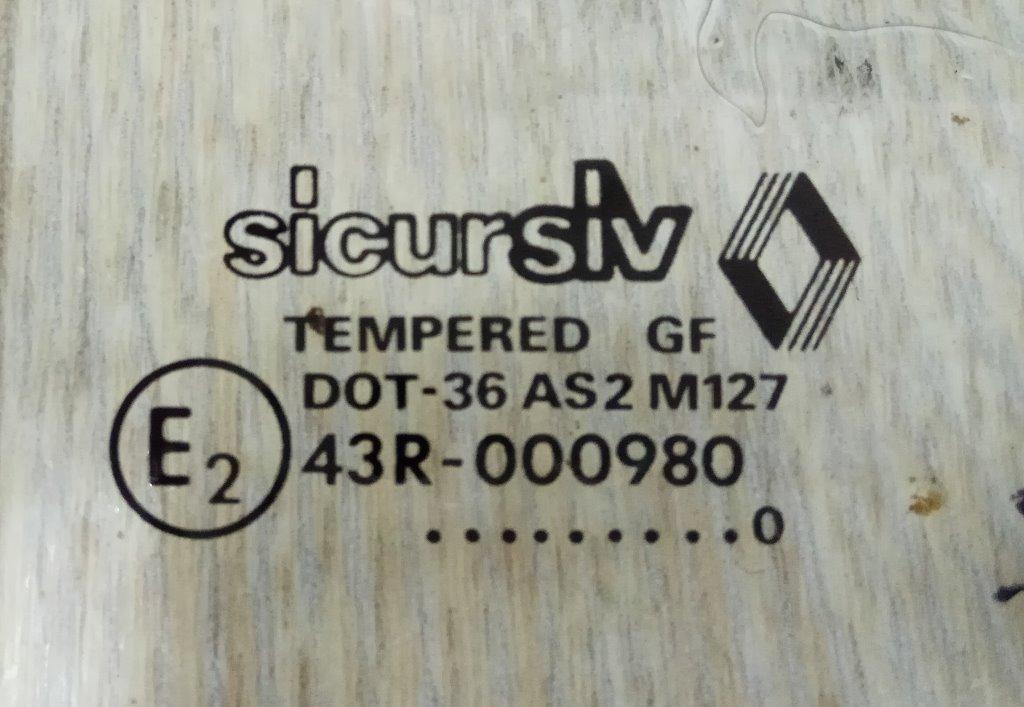 sicursiv
TEMPERED GF
DOT-36 AS2 M127
E2 43R-000980
.........0